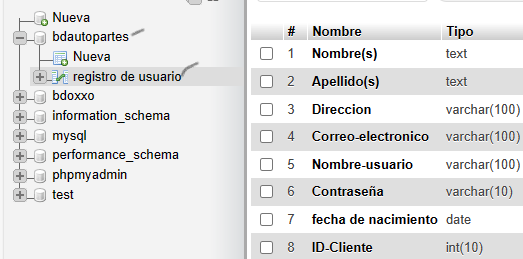 Nueva
bdautopartes
Nueva
registro de usuario
bdoxxo
information_schema
mysql
performance_schema
phpmyadmin
test
# Nombre Tipo
1 Nombre(s) text
2 Apellido(s) text
3 Direccion varchar(100)
4 Correo-electronico varchar(100)
5 Nombre-usuario varchar(100)
6 Contraseña varchar(10)
7 fecha de nacimiento date
8 ID-Cliente int(10)